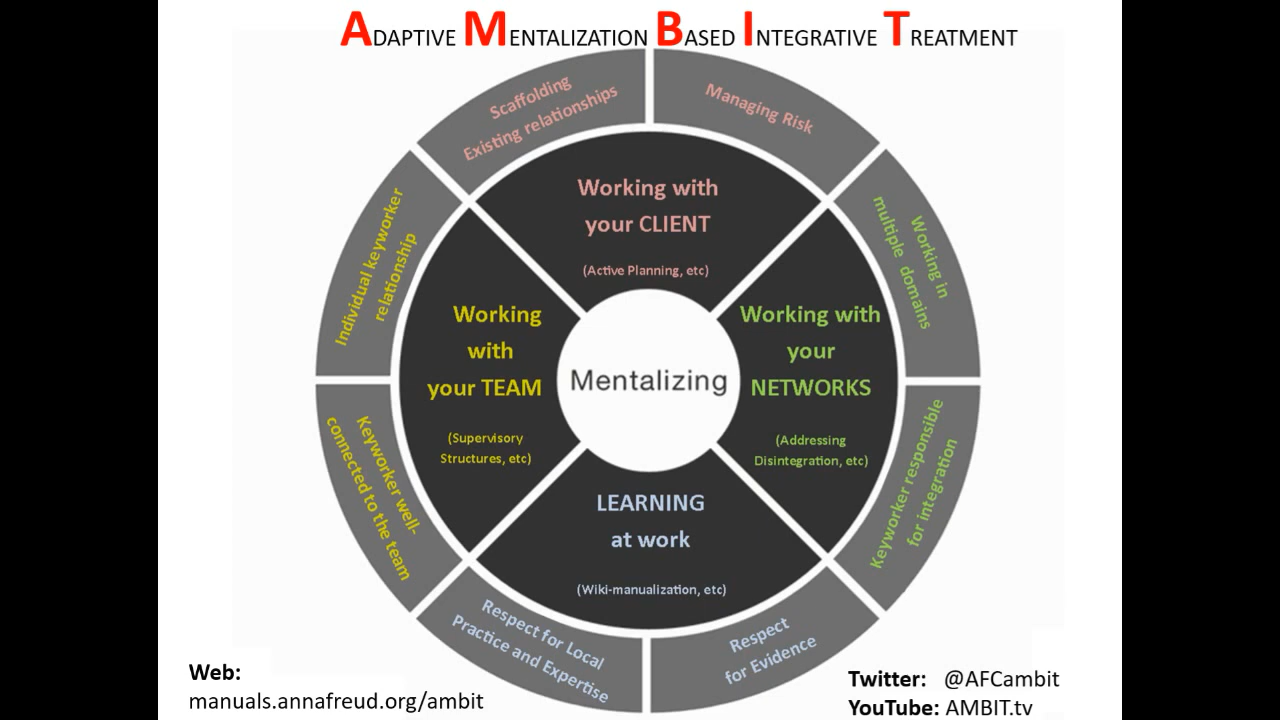 ADAPTIVE MENTALIZATION BASED INTEGRATIVE TREATMENT
Scaffolding
Existing relationships
Managing Risk
Individual keyworker
relationship
Working in
multiple domains
Working with
your CLIENT
(Active Planning, etc)
Working
with
your TEAM
(Supervisory
Structures, etc)
Mentalizing
Working with
your
NETWORKS
(Addressing
Disintegration, etc)
LEARNING
at work
(Wiki-manualization, etc)
Keyworker well-
connected to the team
Keyworker responsible
for integration
Respect for Local
Practice and Expertise
Respect
for Evidence
Web:
manuals.annafreud.org/ambit
Twitter: @AFCambit
YouTube: AMBIT.tv